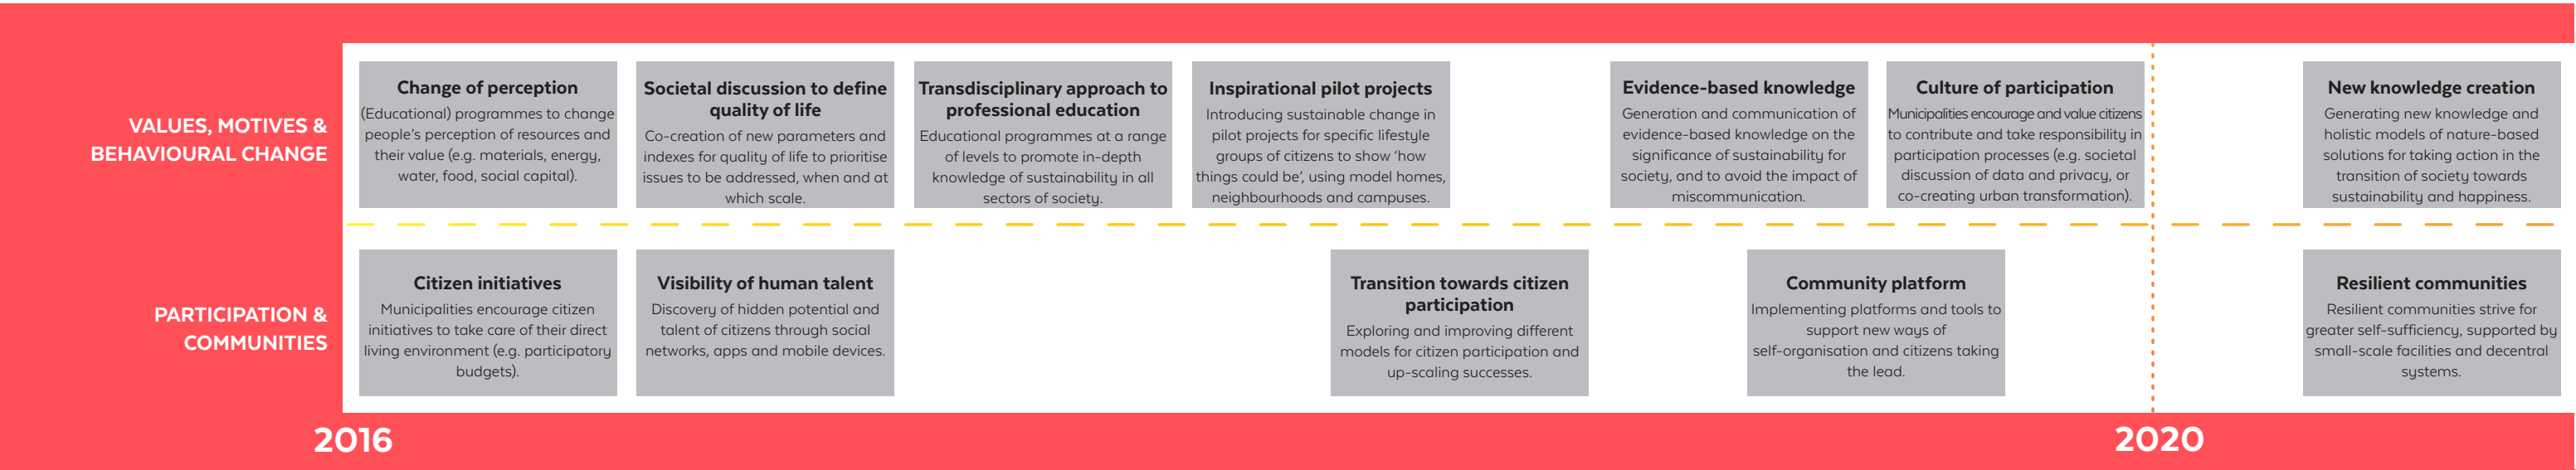 VALUES, MOTIVES &
BEHAVIOURAL CHANGE
Change of perception
(Educational) programmes to change
people’s perception of resources and
their value (e.g. materials, energy,
water, food, social capital).
Societal discussion to define
quality of life
Co-creation of new parameters and
indexes for quality of life to prioritise
issues to be addressed, when and at
which scale.
Transdisciplinary approach to
professional education
Educational programmes at a range
of levels to promote in-depth
knowledge of sustainability in all
sectors of society.
Inspirational pilot projects
Introducing sustainable change in
pilot projects for specific lifestyle
groups of citizens to show ‘how
things could be’, using model homes,
neighbourhoods and campuses.
Evidence-based knowledge
Generation and communication of
evidence-based knowledge on the
significance of sustainability for
society, and to avoid the impact of
miscommunication.
Culture of participation
Municipalities encourage and value citizens
to contribute and take responsibility in
participation processes (e.g. societal
discussion of data and privacy, or
co-creating urban transformation).
New knowledge creation
Generating new knowledge and
holistic models of nature-based
solutions for taking action in the
transition of society towards
sustainability and happiness.
PARTICIPATION &
COMMUNITIES
Citizen initiatives
Municipalities encourage citizen
initiatives to take care of their direct
living environment (e.g. participatory
budgets).
Visibility of human talent
Discovery of hidden potential and
talent of citizens through social
networks, apps and mobile devices.
Transition towards citizen
participation
Exploring and improving different
models for citizen participation and
up-scaling successes.
Community platform
Implementing platforms and tools to
support new ways of
self-organisation and citizens taking
the lead.
Resilient communities
Resilient communities strive for
greater self-sufficiency, supported by
small-scale facilities and decentral
systems.
2016
2020